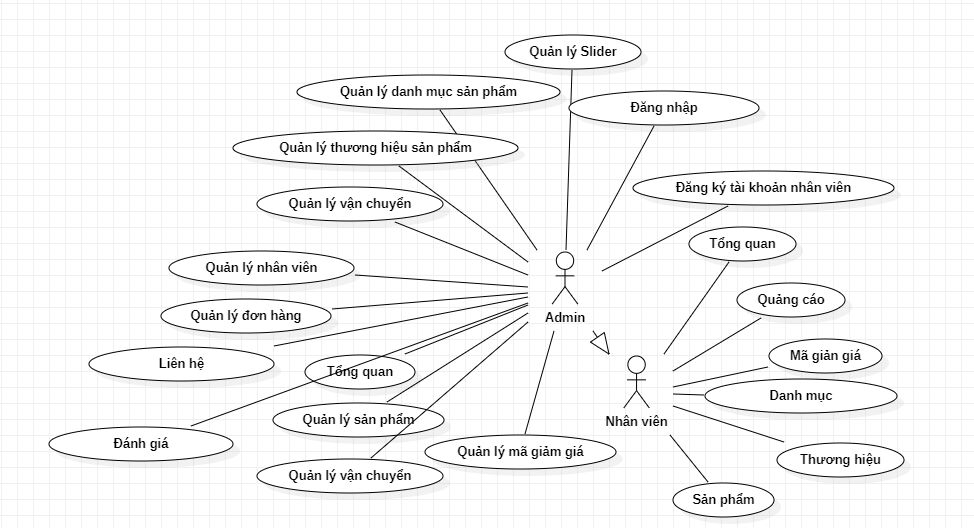 Quản lý Slider
Quản lý danh mục sản phẩm
Đăng nhập
Quản lý thương hiệu sản phẩm
Đăng ký tài khoản nhân viên
Quản lý vận chuyển
Tổng quan
Quản lý nhân viên
Quảng cáo
Quản lý đơn hàng
Admin
Liên hệ
Mã giản giá
Tổng quan
Danh mục
Quản lý sản phẩm
Nhân viên
Đánh giá
Quản lý mã giảm giá
Thương hiệu
Quản lý vận chuyển
Sản phẩm